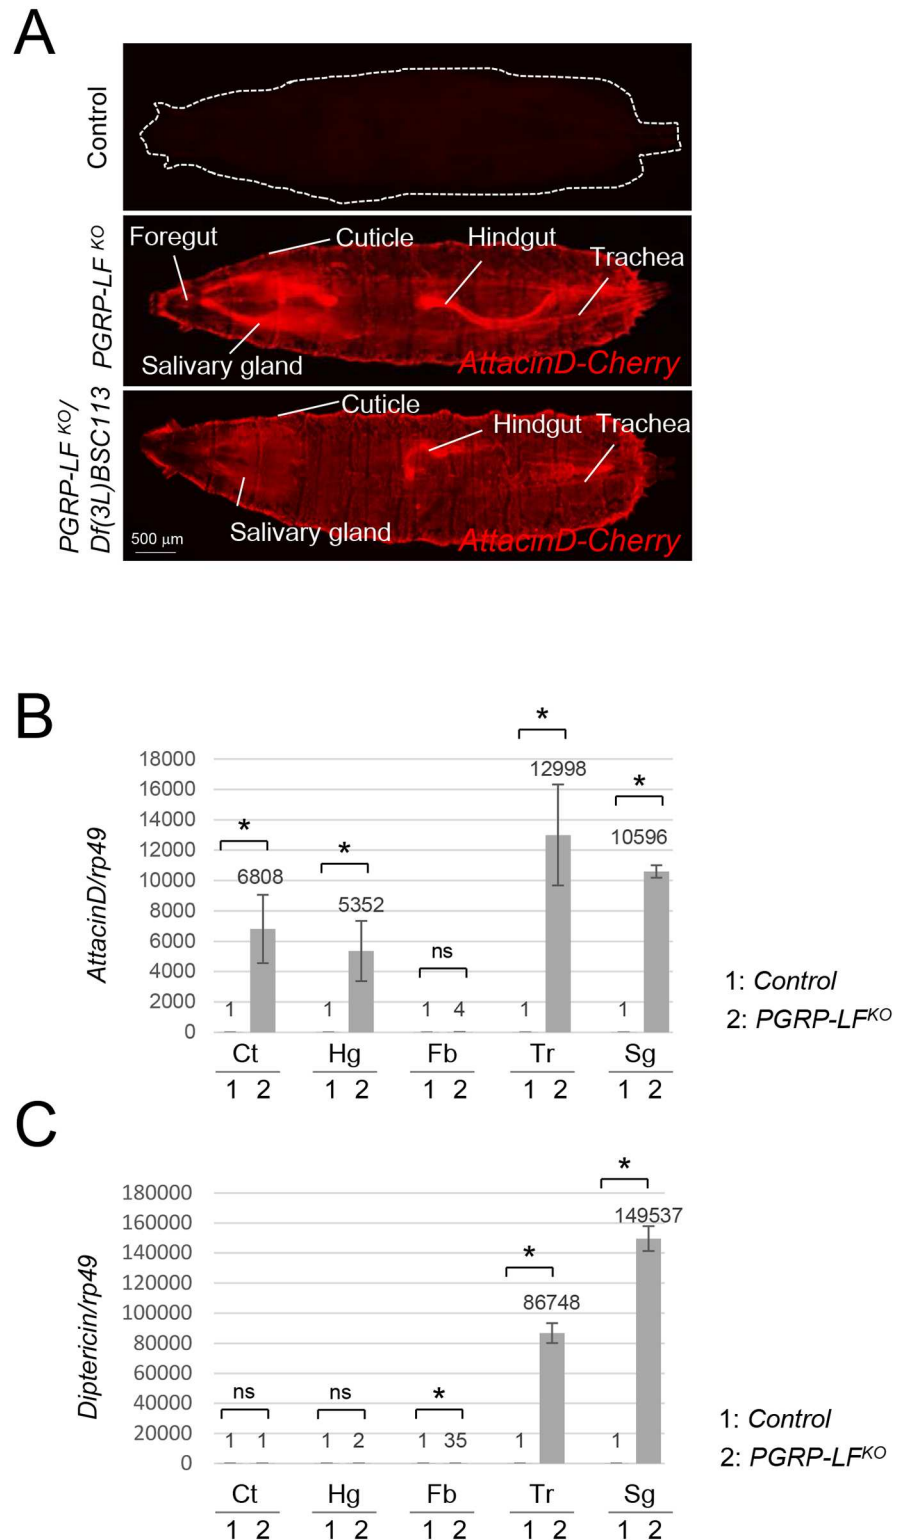 A
Control
Foregut
Cuticle
Hindgut
Trachea
Salivary gland
AttacinD-Cherry
PGRP-LF KO
Cuticle
Hindgut
Trachea
Salivary gland
AttacinD-Cherry
500 µm
PGRP-LF KO/
Df(3L)BSC113
B
AttacinD/rp49
18000
16000
14000
12000
10000
8000
6000
4000
2000
0
* * ns * *
1 6808 1 5352 1 4 1 12998 1 10596
Ct Hg Fb Tr Sg
1 2 1 2 1 2 1 2 1 2
1: Control
2: PGRP-LFKO
C
Diptericin/rp49
180000
160000
140000
120000
100000
80000
60000
40000
20000
0
ns ns * * *
1 1 1 2 1 35 1 86748 1 149537
Ct Hg Fb Tr Sg
1 2 1 2 1 2 1 2 1 2
1: Control
2: PGRP-LFKO